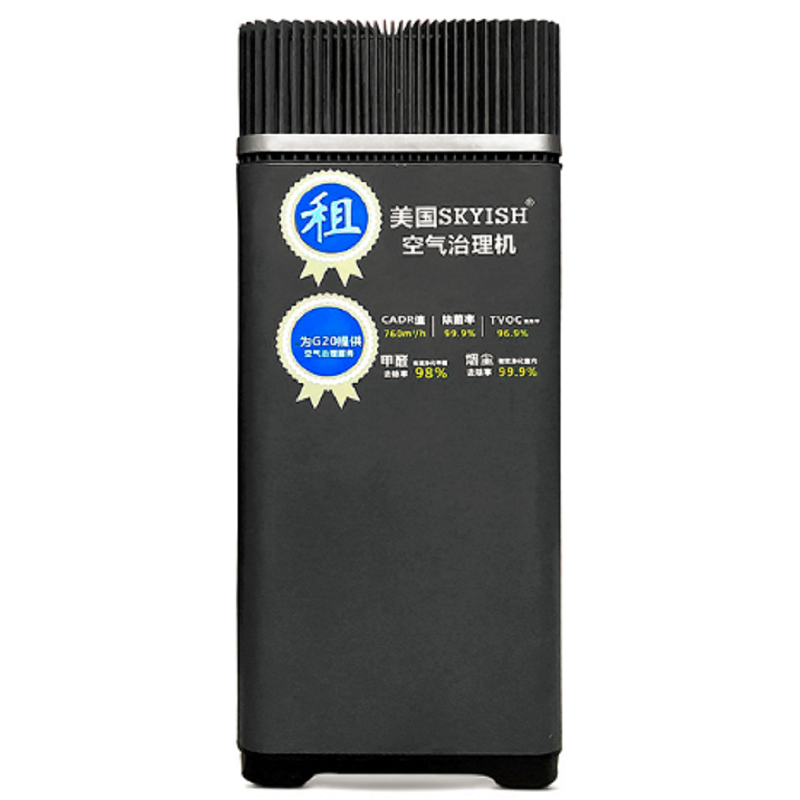 租
美国SKYISH®
空气治理机
为G20提供
空气治理服务
CADR值
760m³/h
除菌率
99.9%
TVOC
96.9%
甲醛
去除率 98%
烟尘
去除率 99.9%